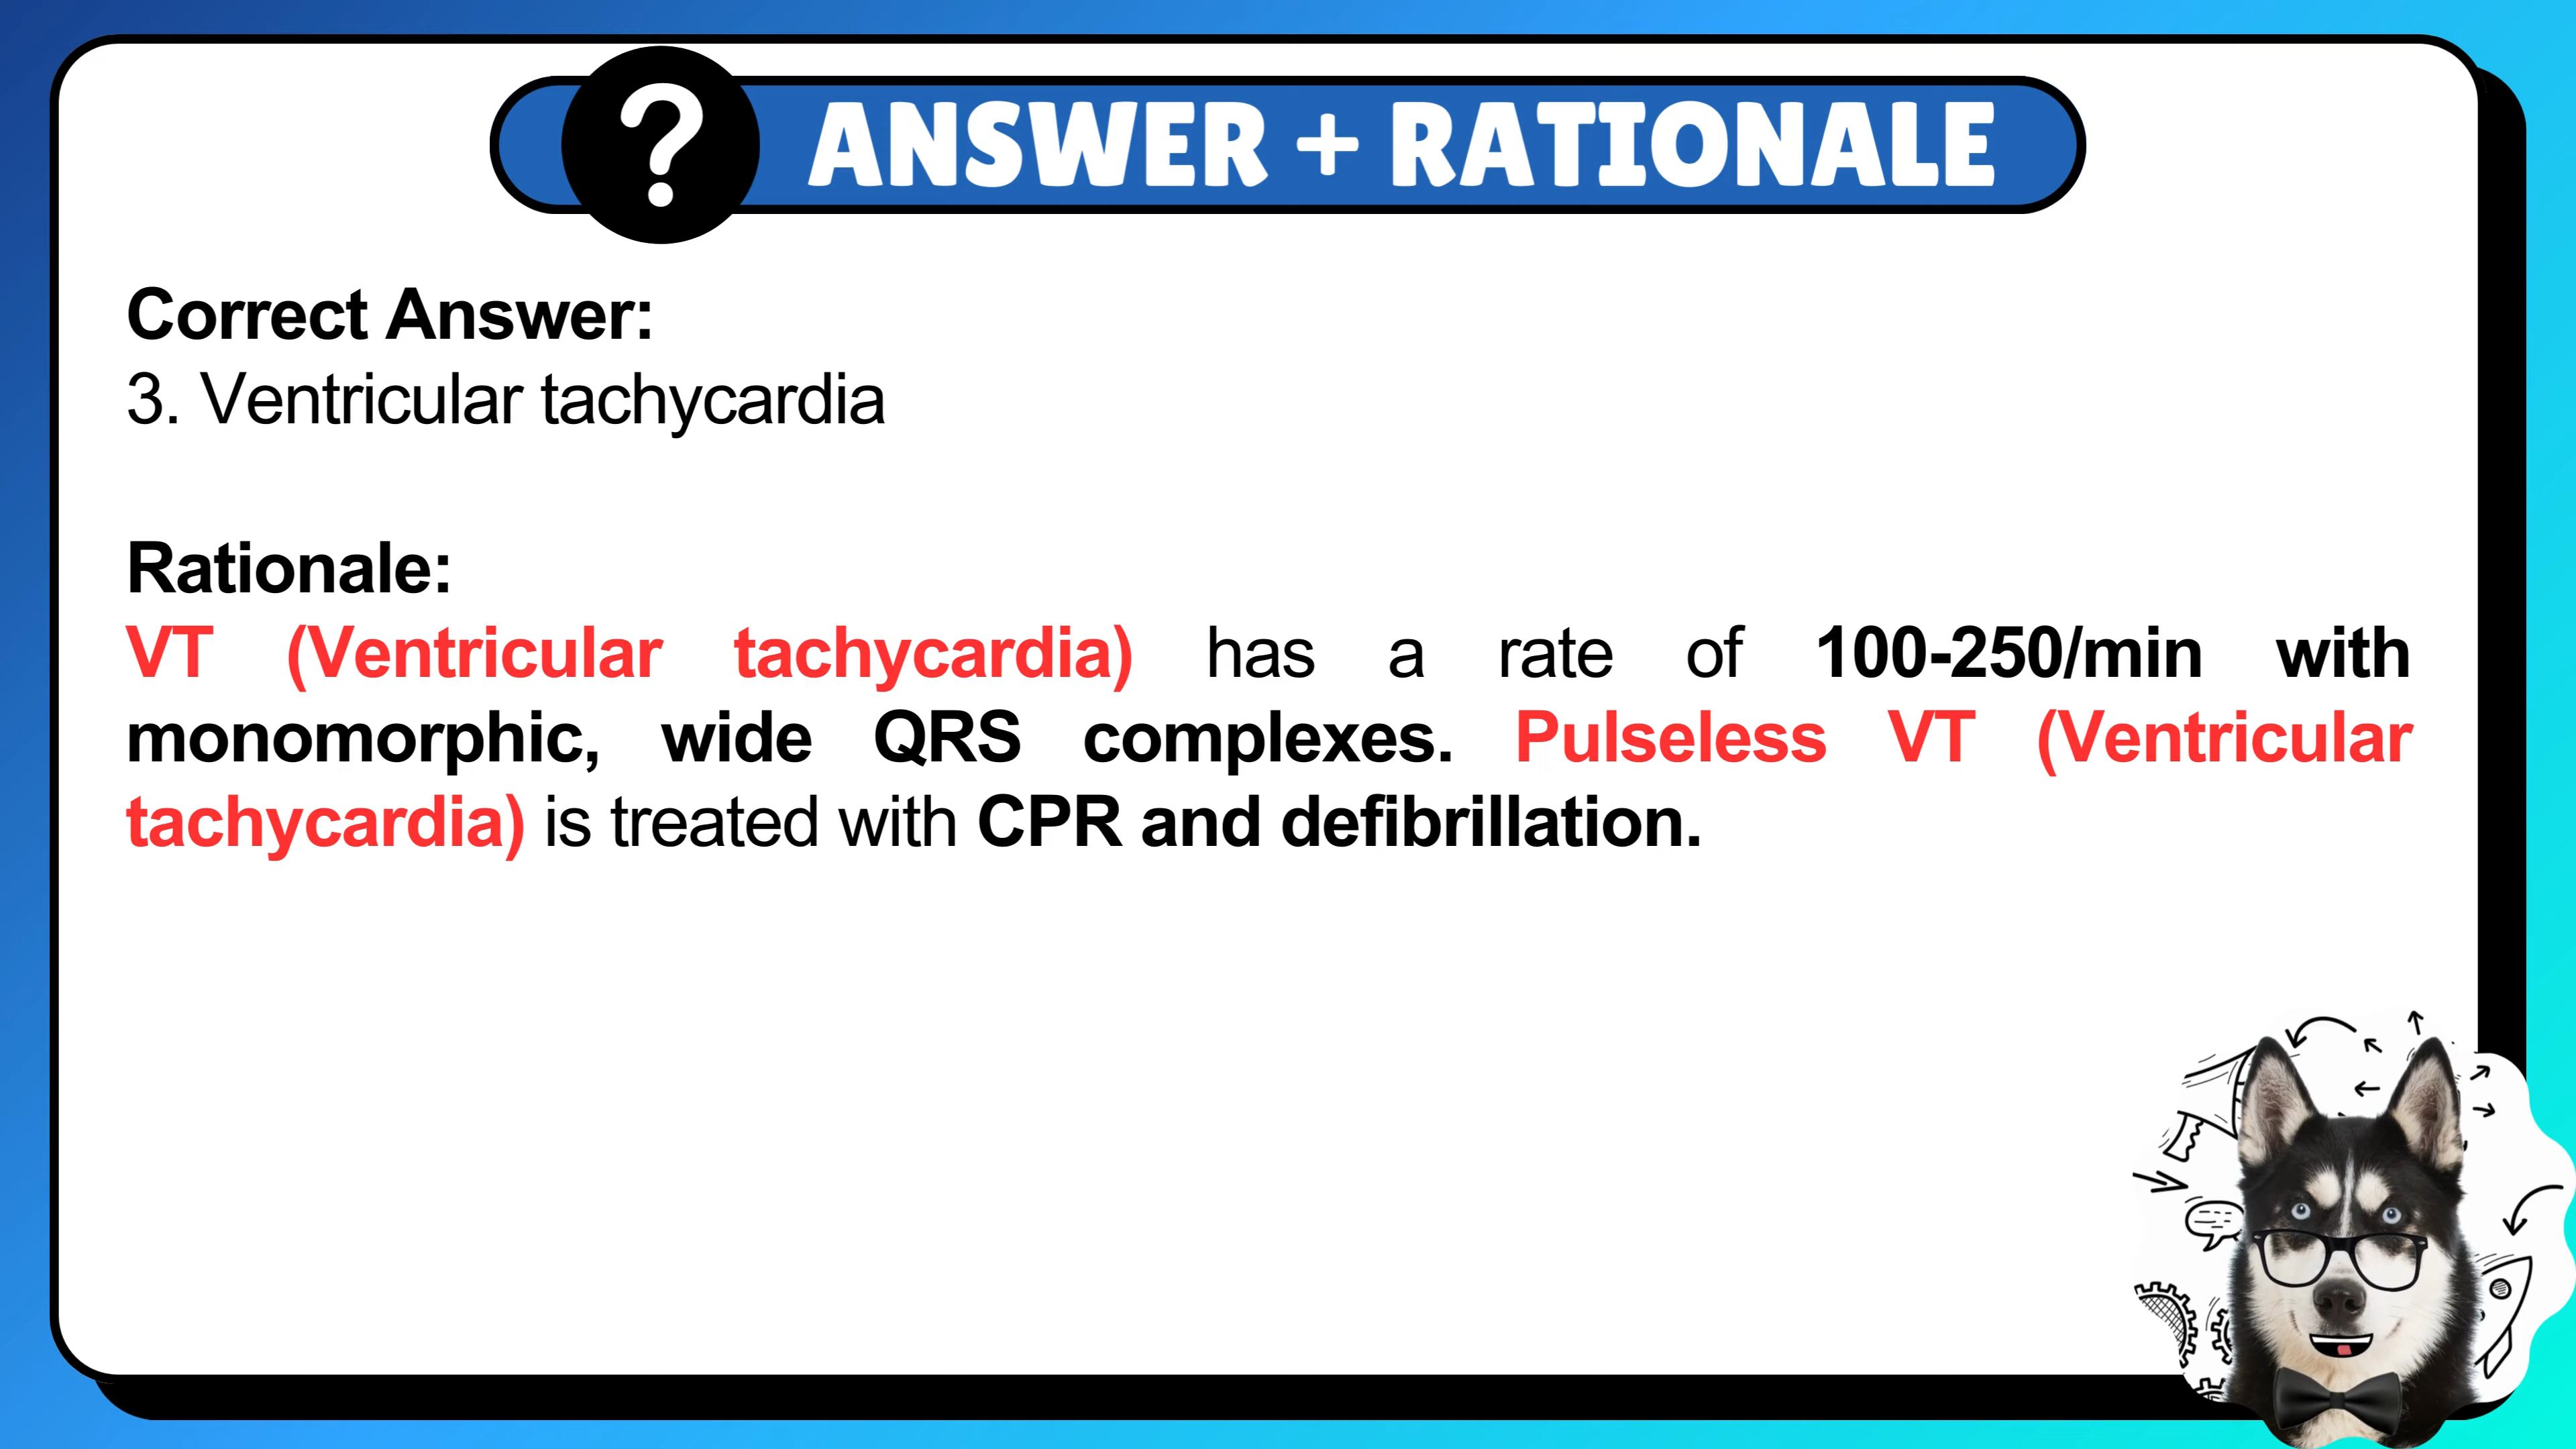 ? ANSWER + RATIONALE
Correct Answer:
3. Ventricular tachycardia
Rationale:
VT (Ventricular tachycardia) has a rate of 100-250/min with
monomorphic, wide QRS complexes. Pulseless VT (Ventricular
tachycardia) is treated with CPR and defibrillation.